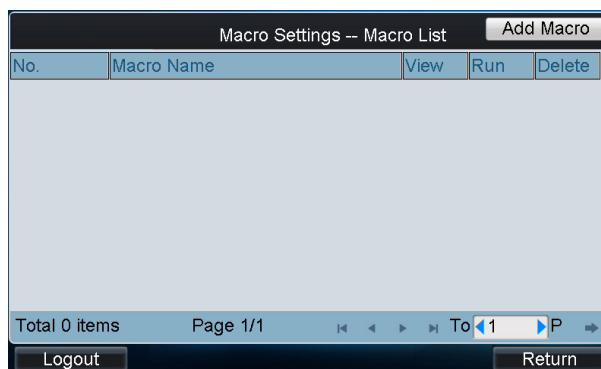 Macro Settings -- Macro List Add Macro
No. Macro Name View Run Delete
Total 0 items Page 1/1 To 1 P
Logout Return